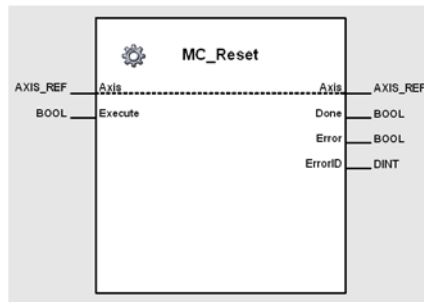 MC_Reset
AXIS_REF Axis Axis AXIS_REF
BOOL Execute Done BOOL
Error BOOL
ErrorID DINT